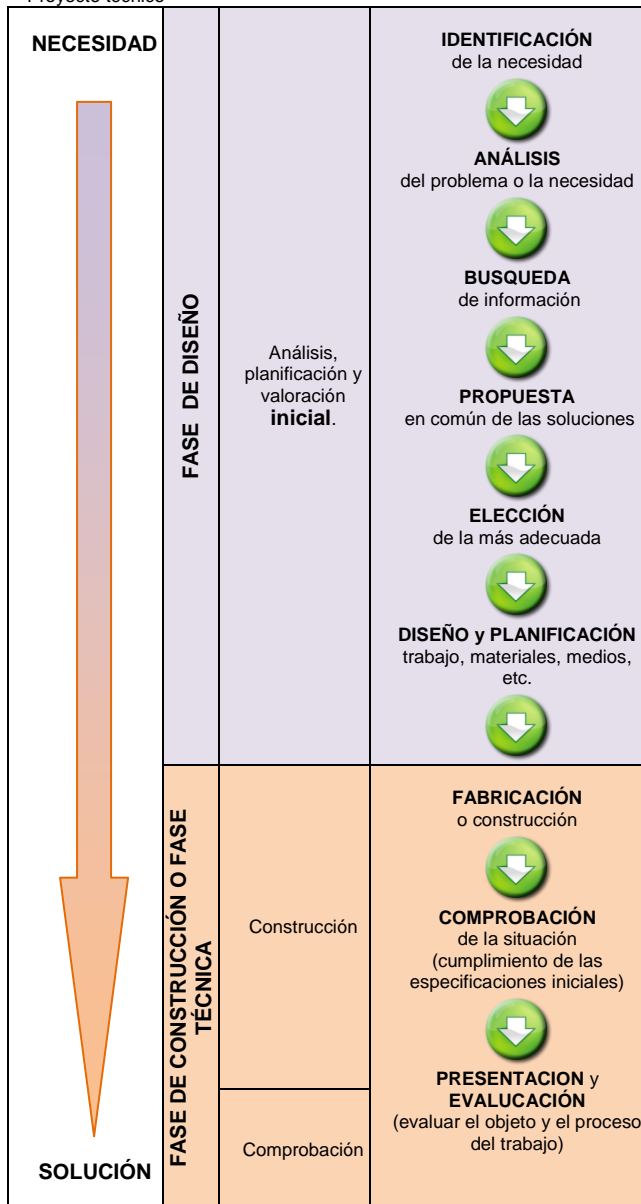 Proyecto técnico
NECESIDAD
SOLUCIÓN
FASE DE DISEÑO
Análisis,
planificación y
valoración
inicial.
IDENTIFICACIÓN
de la necesidad
ANÁLISIS
del problema o la necesidad
BUSQUEDA
de información
PROPUESTA
en común de las soluciones
ELECCIÓN
de la más adecuada
DISEÑO y PLANIFICACIÓN
trabajo, materiales, medios,
etc.
FASE DE CONSTRUCCIÓN O FASE
TÉCNICA
Construcción
Comprobación
FABRICACIÓN
o construcción
COMPROBACIÓN
de la situación
(cumplimiento de las
especificaciones iniciales)
PRESENTACION y
EVALUCACIÓN
(evaluar el objeto y el proceso
del trabajo)